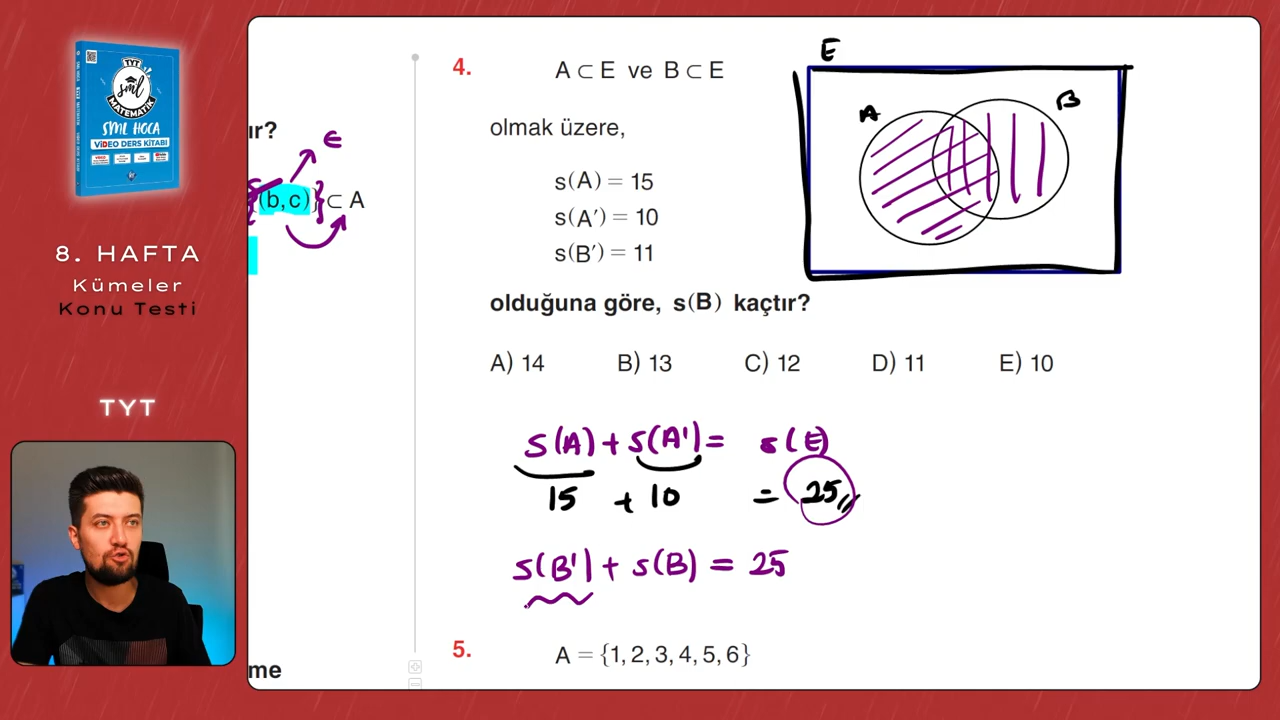 TYT
sml
MATEMATİK
SML HOCA
VİDEO DERS KİTABI
8. HAFTA
Kümeler
Konu Testi
TYT
ır?
∈
{(b,c)} ⊂ A
me
4. A ⊂ E ve B ⊂ E
olmak üzere,
s(A) = 15
s(A′) = 10
s(B′) = 11
olduğuna göre, s(B) kaçtır?
A) 14 B) 13 C) 12 D) 11 E) 10
E
A B
s(A) + s(A') = s(E)
15 + 10 = 25
s(B') + s(B) = 25
5. A = {1, 2, 3, 4, 5, 6}